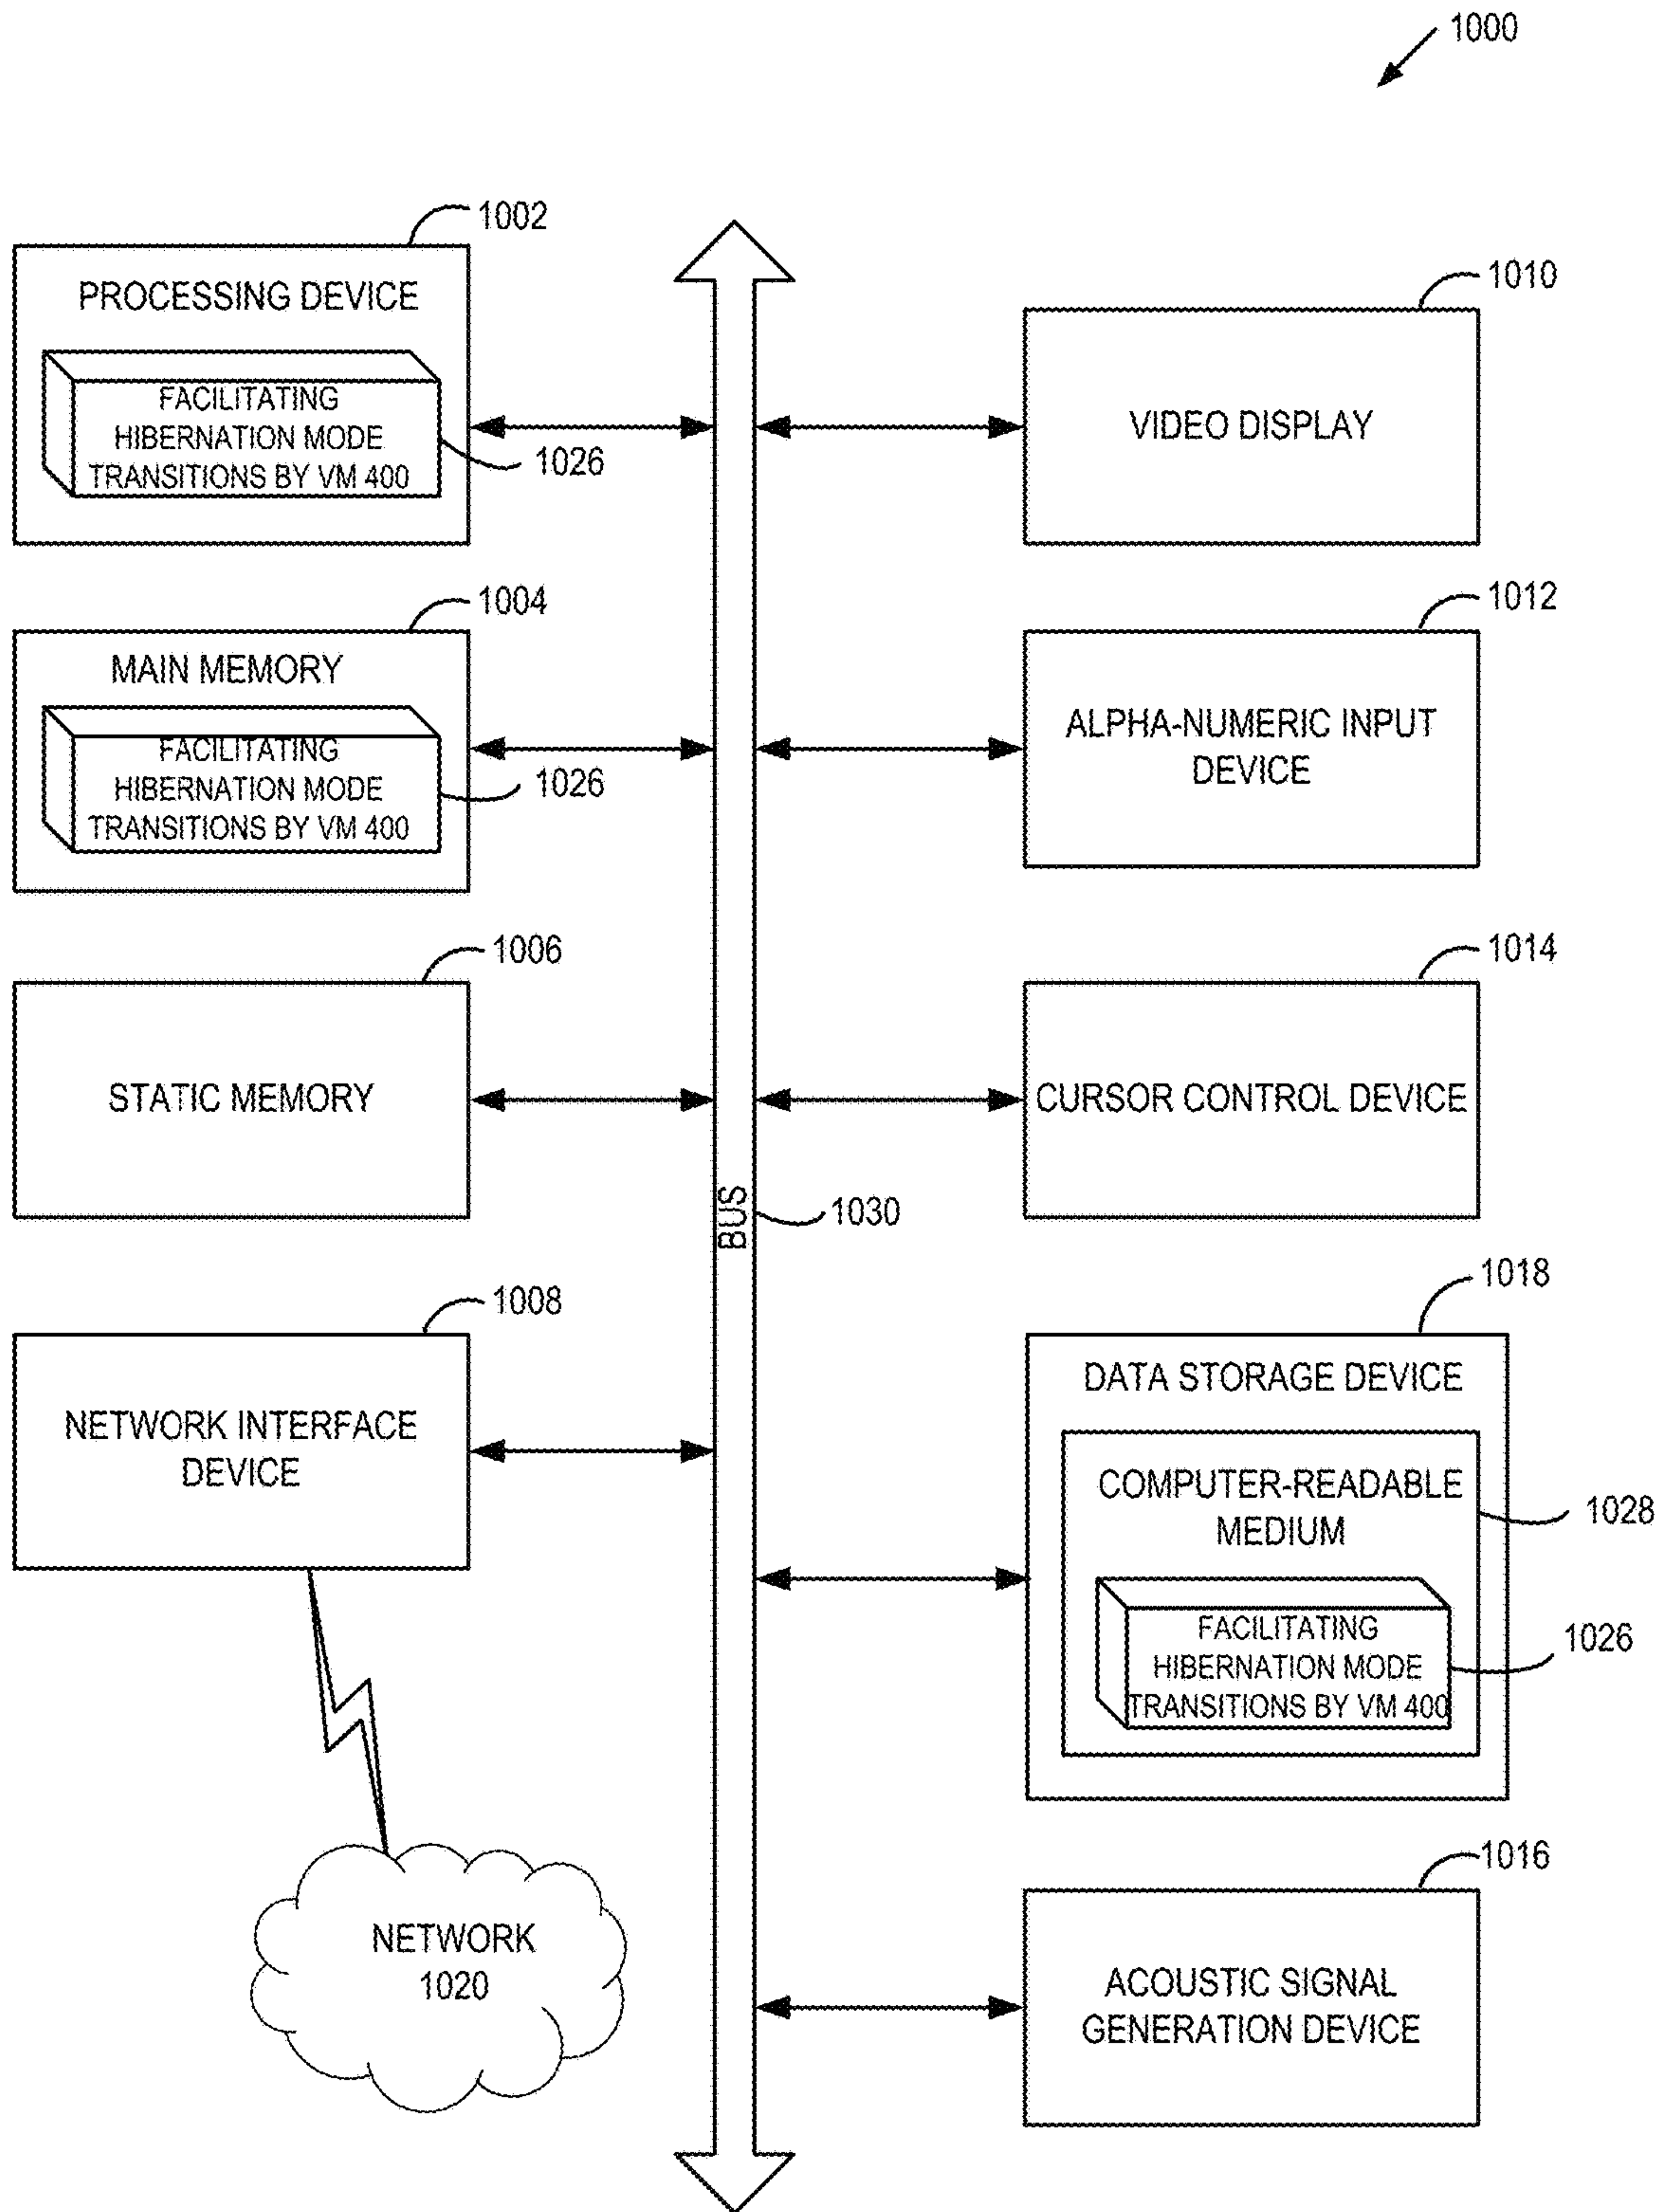 1000
1002
PROCESSING DEVICE
FACILITATING
HIBERNATION MODE
TRANSITIONS BY VM 400
1026
1004
MAIN MEMORY
FACILITATING
HIBERNATION MODE
TRANSITIONS BY VM 400
1026
1006
STATIC MEMORY
1008
NETWORK INTERFACE
DEVICE
NETWORK
1020
BUS
1030
1010
VIDEO DISPLAY
1012
ALPHA-NUMERIC INPUT
DEVICE
1014
CURSOR CONTROL DEVICE
1018
DATA STORAGE DEVICE
COMPUTER-READABLE
MEDIUM
1028
FACILITATING
HIBERNATION MODE
TRANSITIONS BY VM 400
1026
1016
ACOUSTIC SIGNAL
GENERATION DEVICE